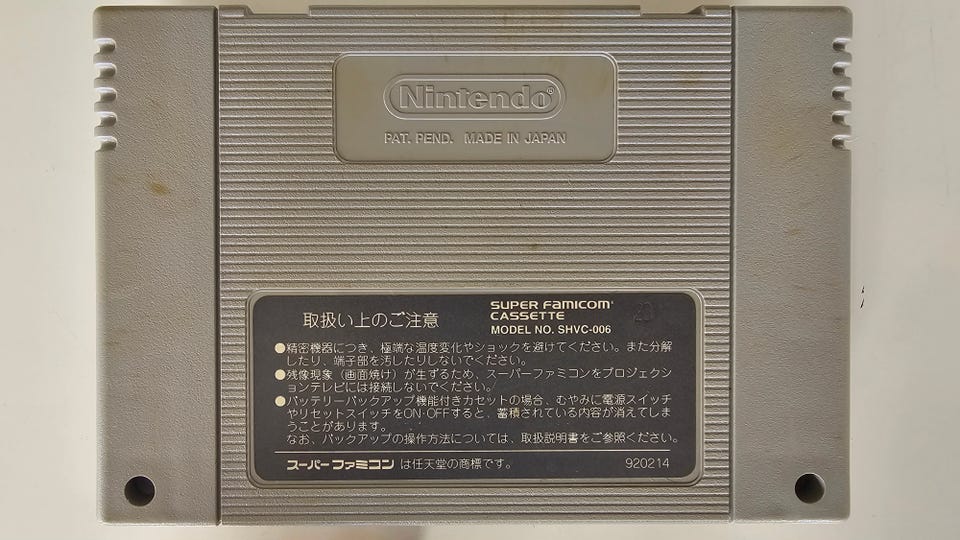 Nintendo®
PAT. PEND. MADE IN JAPAN
取扱い上のご注意
SUPER FAMICOM
CASSETTE
MODEL NO. SHVC-006
●精密機器につき、極端な温度変化やショックを避けてください。また分解
したり、端子部を汚したりしないでください。
●残像現象（画面焼け）が生ずるため、スーパーファミコンをプロジェクシ
ョンテレビには接続しないでください。
●バッテリーバックアップ機能付きカセットの場合、むやみに電源スイッチ
やリセットスイッチをON・OFFすると、蓄積されている内容が消えてしま
うことがあります。
なお、バックアップの操作方法については、取扱説明書をご参照ください。
スーパーファミコン は任天堂の商標です。
920214